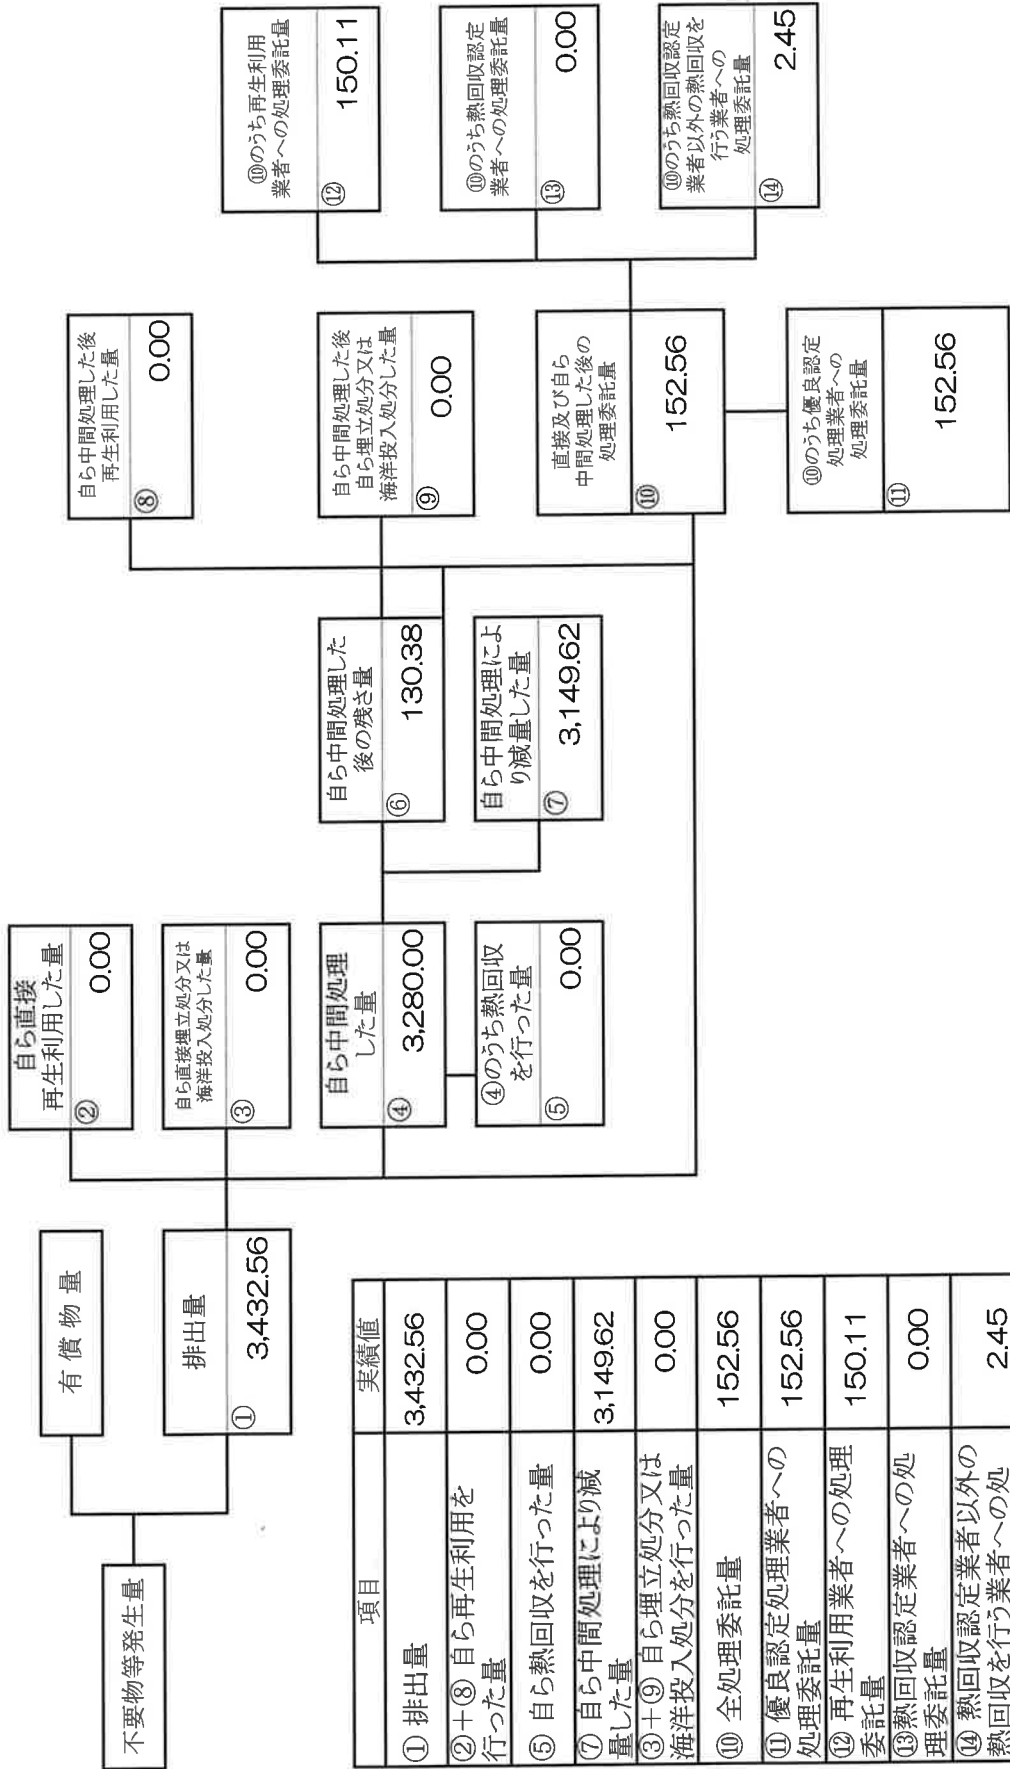 不要物等発生量
有償物量
排出量
①
3,432.56
自ら直接
再生利用した量
②
0.00
自ら直接埋立処分又は
海洋投入処分した量
③
0.00
自ら中間処理
した量
④
3,280.00
④のうち熱回収
を行った量
⑤
0.00
自ら中間処理した
後の残さ量
⑥
130.38
自ら中間処理によ
り減量した量
⑦
3,149.62
自ら中間処理した後
再生利用した量
⑧
0.00
自ら中間処理した後
自ら埋立処分又は
海洋投入処分した量
⑨
0.00
直接及び自ら
中間処理した後の
処理委託量
⑩
152.56
⑩のうち優良認定
処理業者への
処理委託量
⑪
152.56
⑩のうち再生利用
業者への処理委託量
⑫
150.11
⑩のうち熱回収認定
業者への処理委託量
⑬
0.00
⑩のうち熱回収認定
業者以外の熱回収を
行う業者への
処理委託量
⑭
2.45
項目
実績値
① 排出量
3,432.56
②+⑧ 自ら再生利用を
行った量
0.00
⑤ 自ら熱回収を行った量
0.00
⑦ 自ら中間処理により減
量した量
3,149.62
③+⑨ 自ら埋立処分又は
海洋投入処分を行った量
0.00
⑩ 全処理委託量
152.56
⑪ 優良認定処理業者への
処理委託量
152.56
⑫ 再生利用業者への処理
委託量
150.11
⑬熱回収認定業者への処
理委託量
0.00
⑭ 熱回収認定業者以外の
熱回収を行う業者への処
2.45